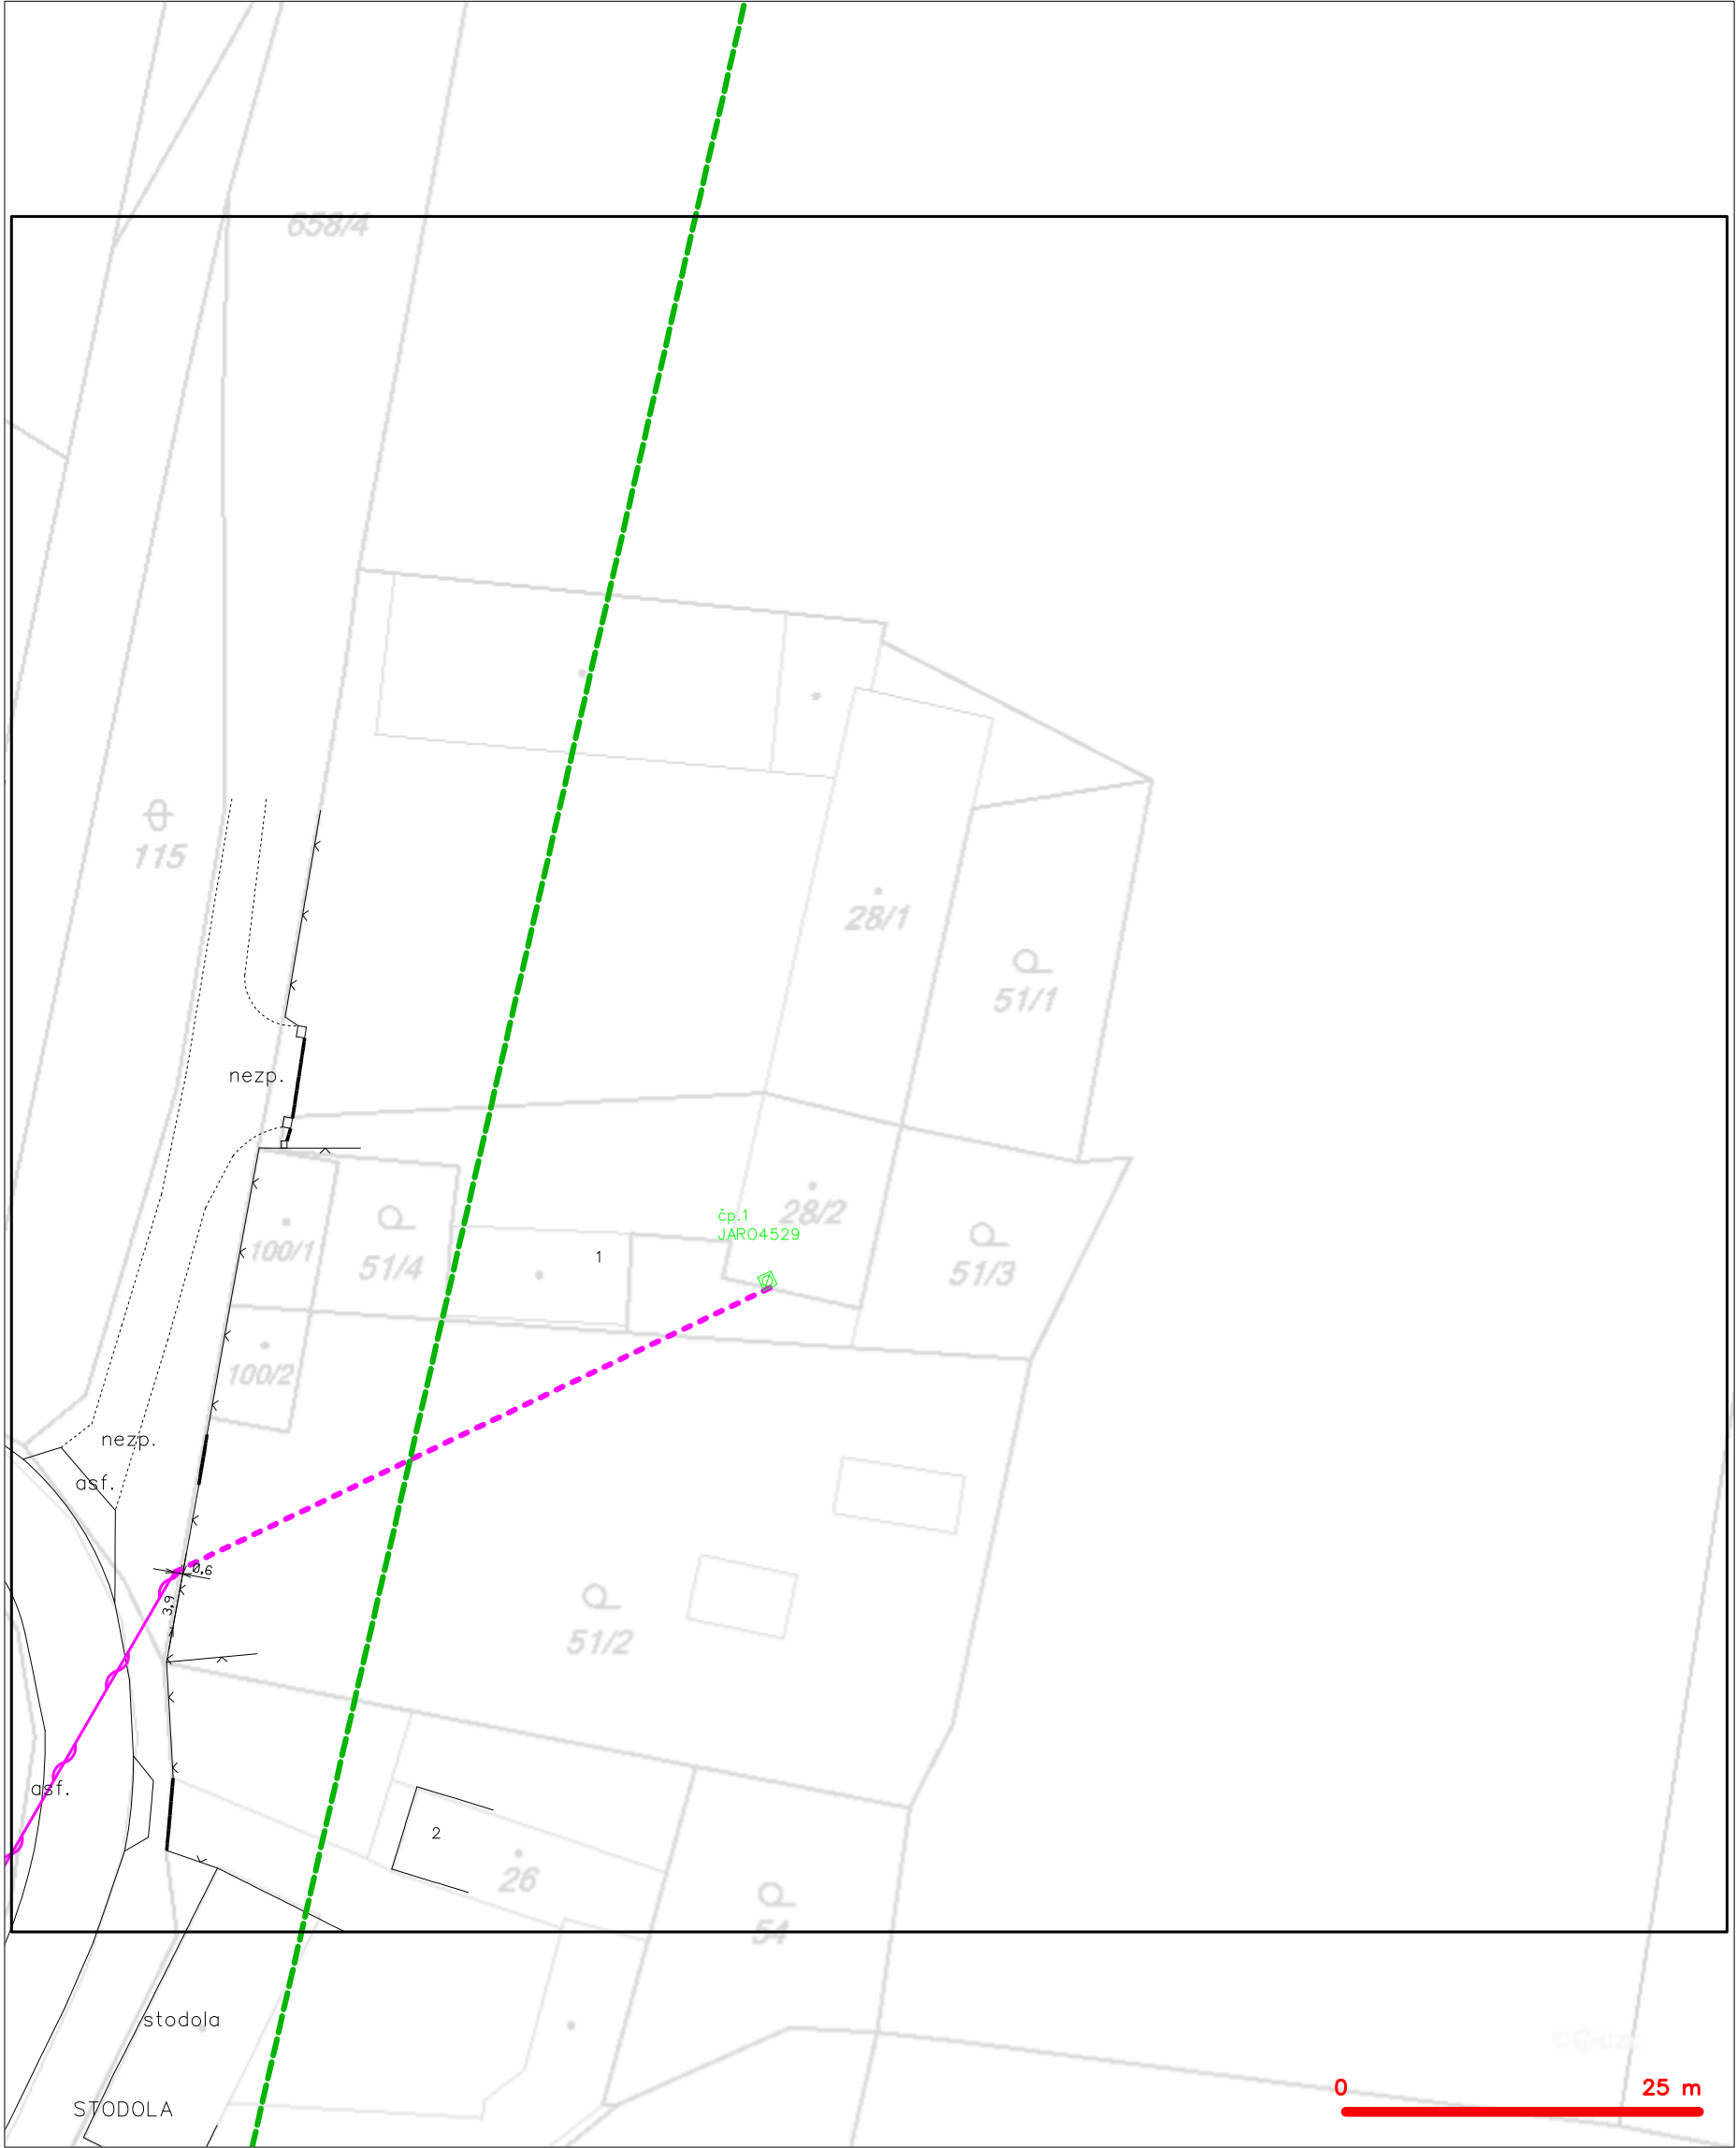 658/4
115
28/1
51/1
nezp.
čp.1
JARO4529
28/2
100/1
51/4
1
51/3
100/2
nezp.
asf.
0,6
3,9
51/2
asf.
2
26
54
stodola
0 25 m
STODOLA